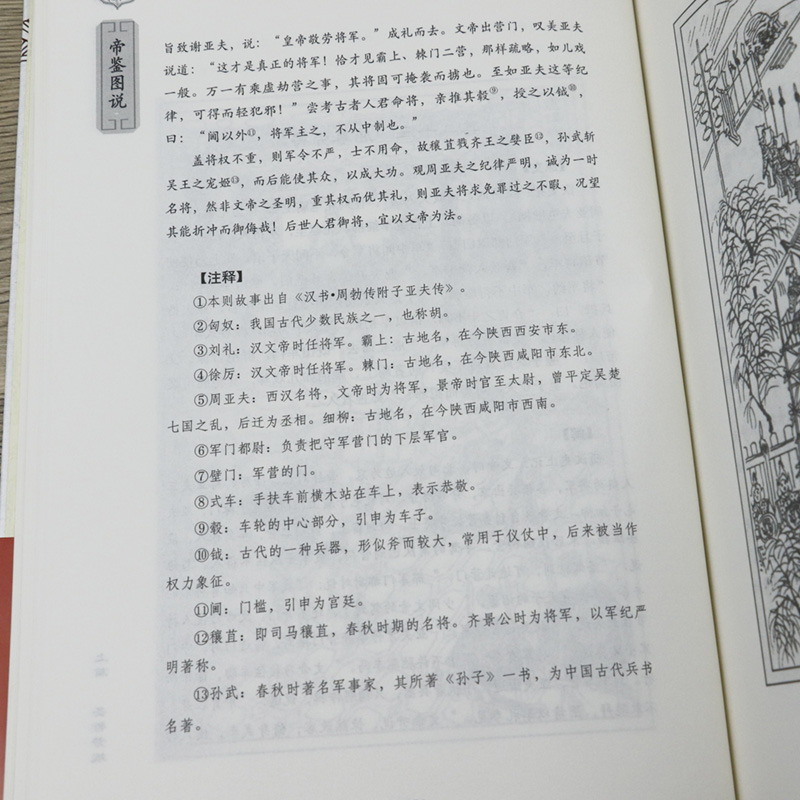 帝鉴图说
旨致谢亚夫，说：“皇帝敬劳将军。”成礼而去。文帝出营门，叹美亚夫
说道：“这才是真正的将军！恰才见霸上、棘门二营，那样疏略，如儿戏
一般。万一有乘虚劫营之事，其将固可掩袭而掳也。至如亚夫这等纪
律，可得而轻犯邪！”尝考古者人君命将，亲推其毂⑨，授之以钺⑩，
曰：“阃以外⑪，将军主之，不从中制也。”
盖将权不重，则军令不严，士不用命，故穰苴戮齐王之嬖臣⑫，孙武斩
吴王之宠姬⑬，而后能使其众，以成大功。观周亚夫之纪律严明，诚为一时
名将，然非文帝之圣明，重其权而优其礼，则亚夫将求免罪过之不暇，况望
其能折冲而御侮哉！后世人君御将，宜以文帝为法。
【注释】
①本则故事出自《汉书•周勃传附子亚夫传》。
②匈奴：我国古代少数民族之一，也称胡。
③刘礼：汉文帝时任将军。霸上：古地名，在今陕西西安市东。
④徐厉：汉文帝时任将军。棘门：古地名，在今陕西咸阳市东北。
⑤周亚夫：西汉名将，文帝时为将军，景帝时官至太尉，曾平定吴楚
七国之乱，后迁为丞相。细柳：古地名，在今陕西咸阳市西南。
⑥军门都尉：负责把守军营门的下层军官。
⑦壁门：军营的门。
⑧式车：手扶车前横木站在车上，表示恭敬。
⑨毂：车轮的中心部分，引申为车子。
⑩钺：古代的一种兵器，形似斧而较大，常用于仪仗中，后来被当作
权力象征。
⑪阃：门槛，引申为宫廷。
⑫穰苴：即司马穰苴，春秋时期的名将。齐景公时为将军，以军纪严
明著称。
⑬孙武：春秋时著名军事家，其所著《孙子》一书，为中国古代兵书
名著。